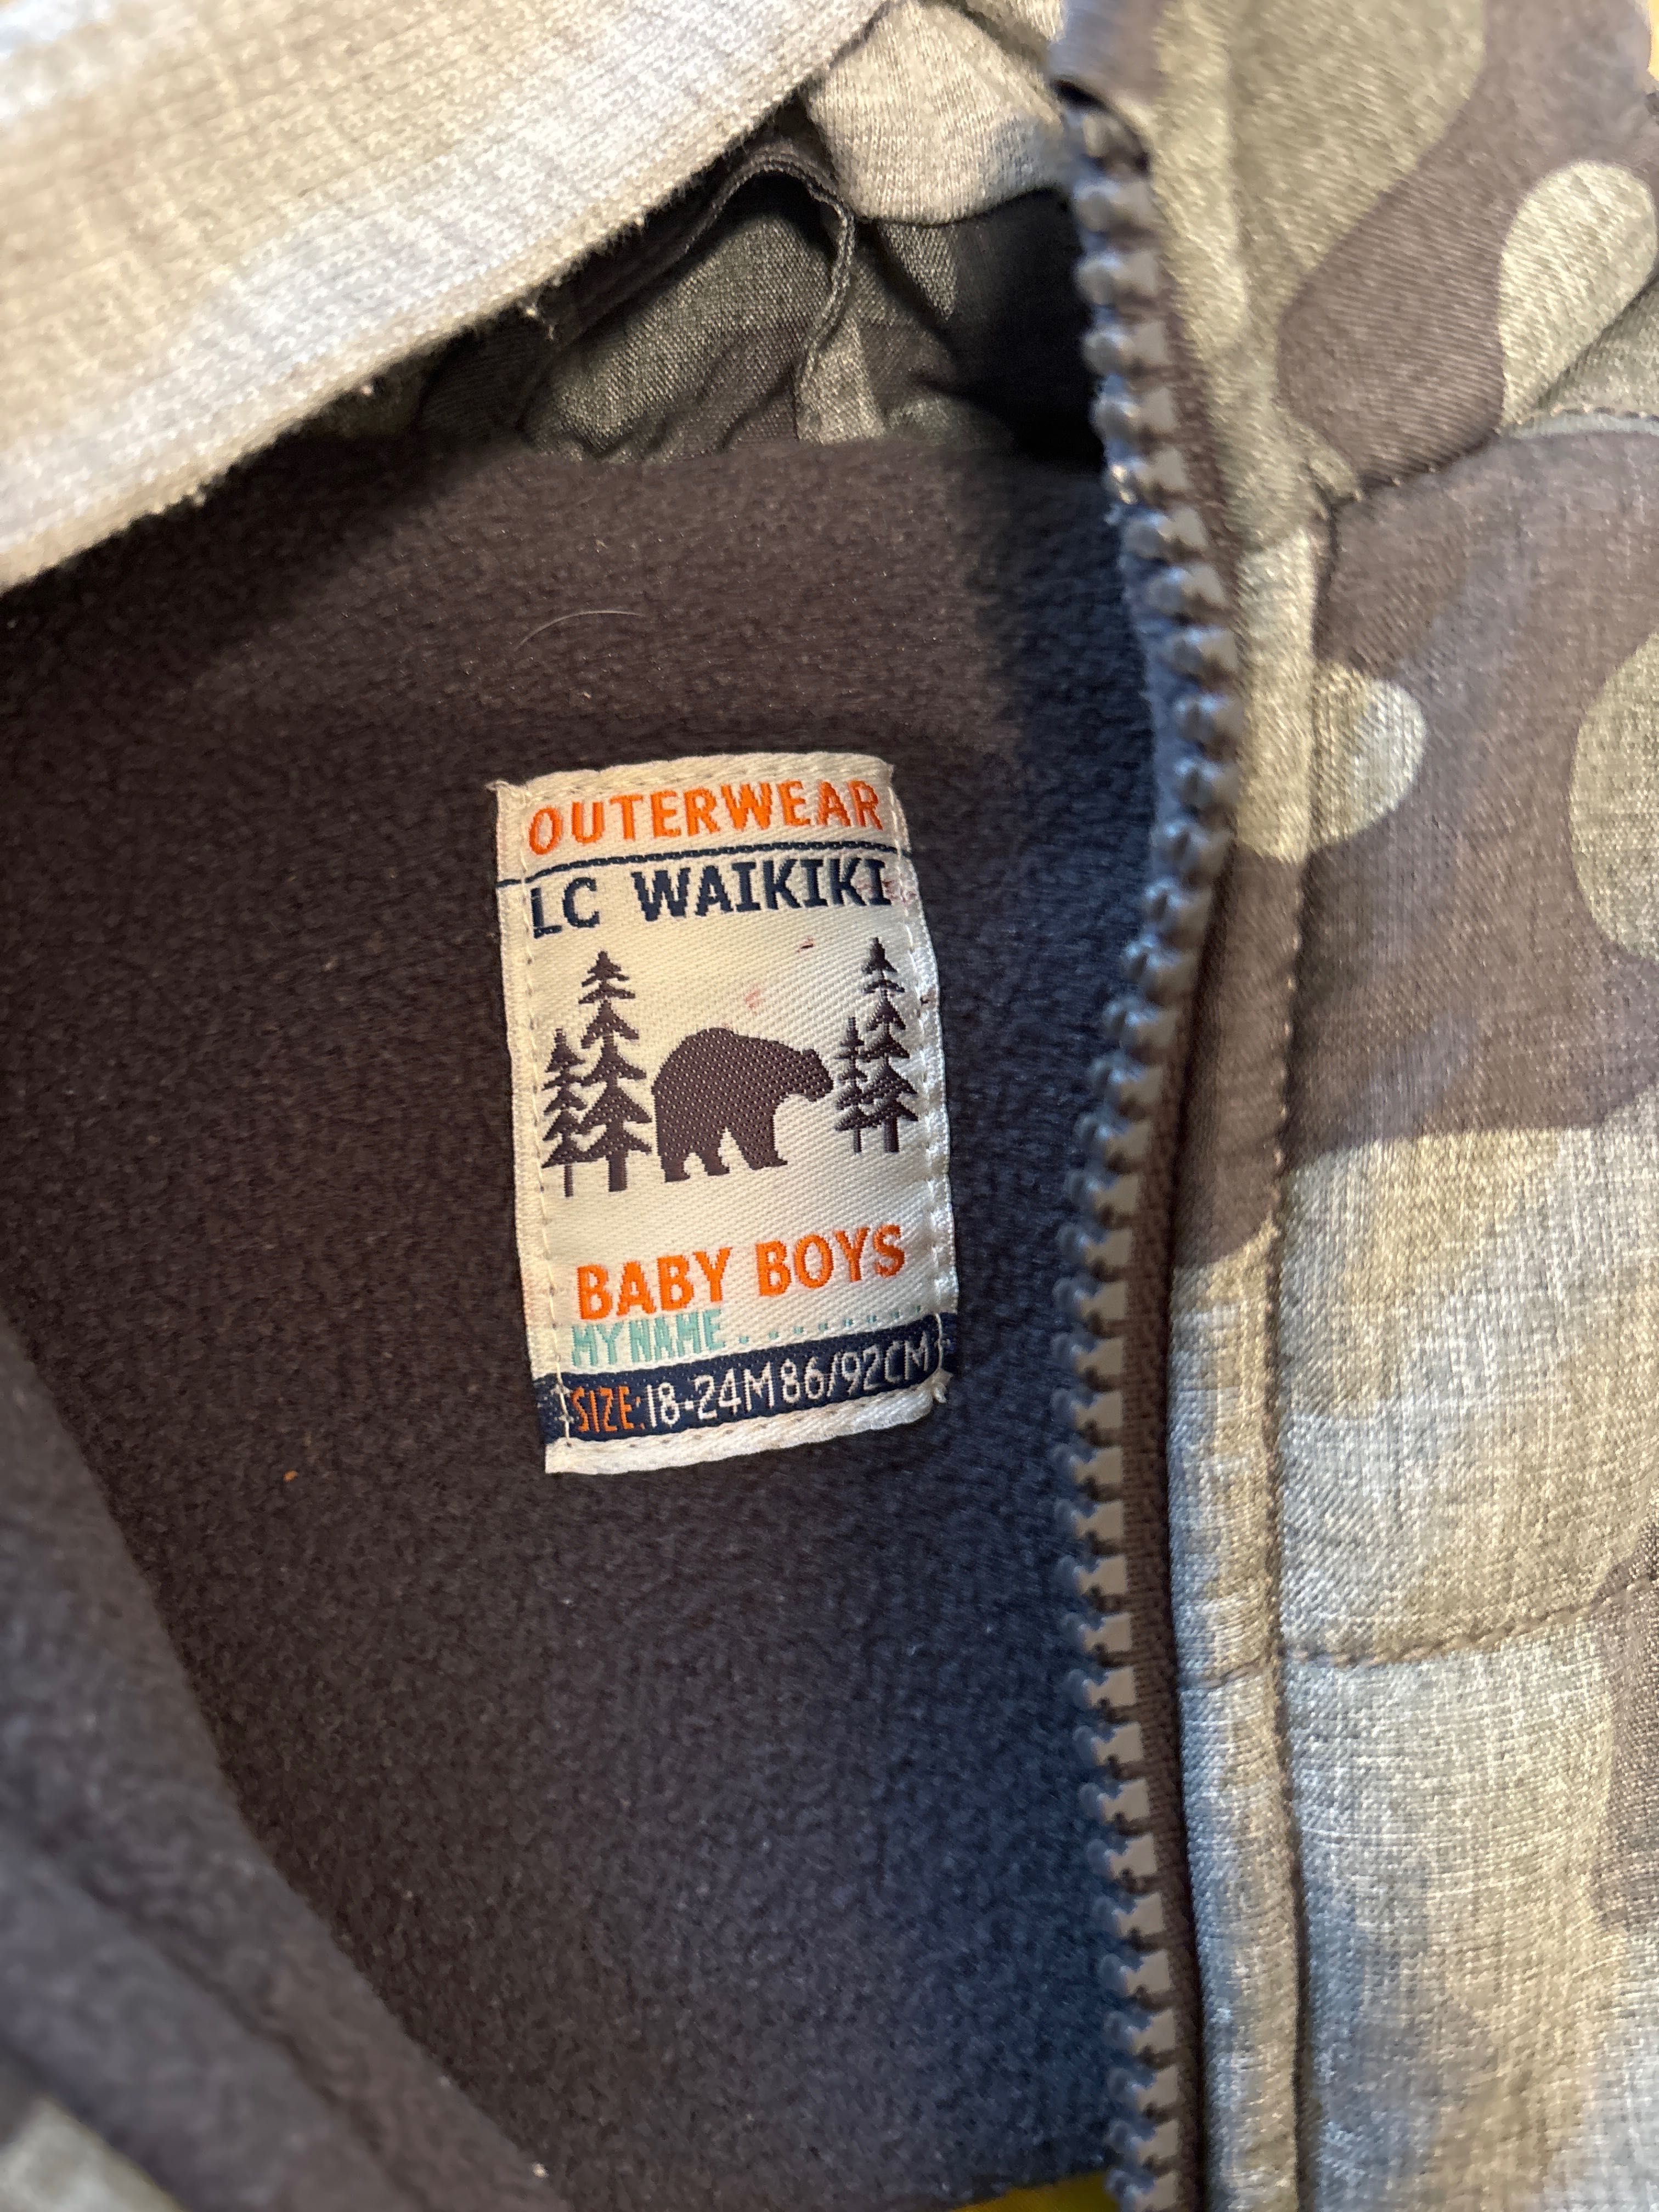 OUTERWEAR
LC WAIKIKI
BABY BOYS
MY NAME........
SIZE:18-24M 86/92CM